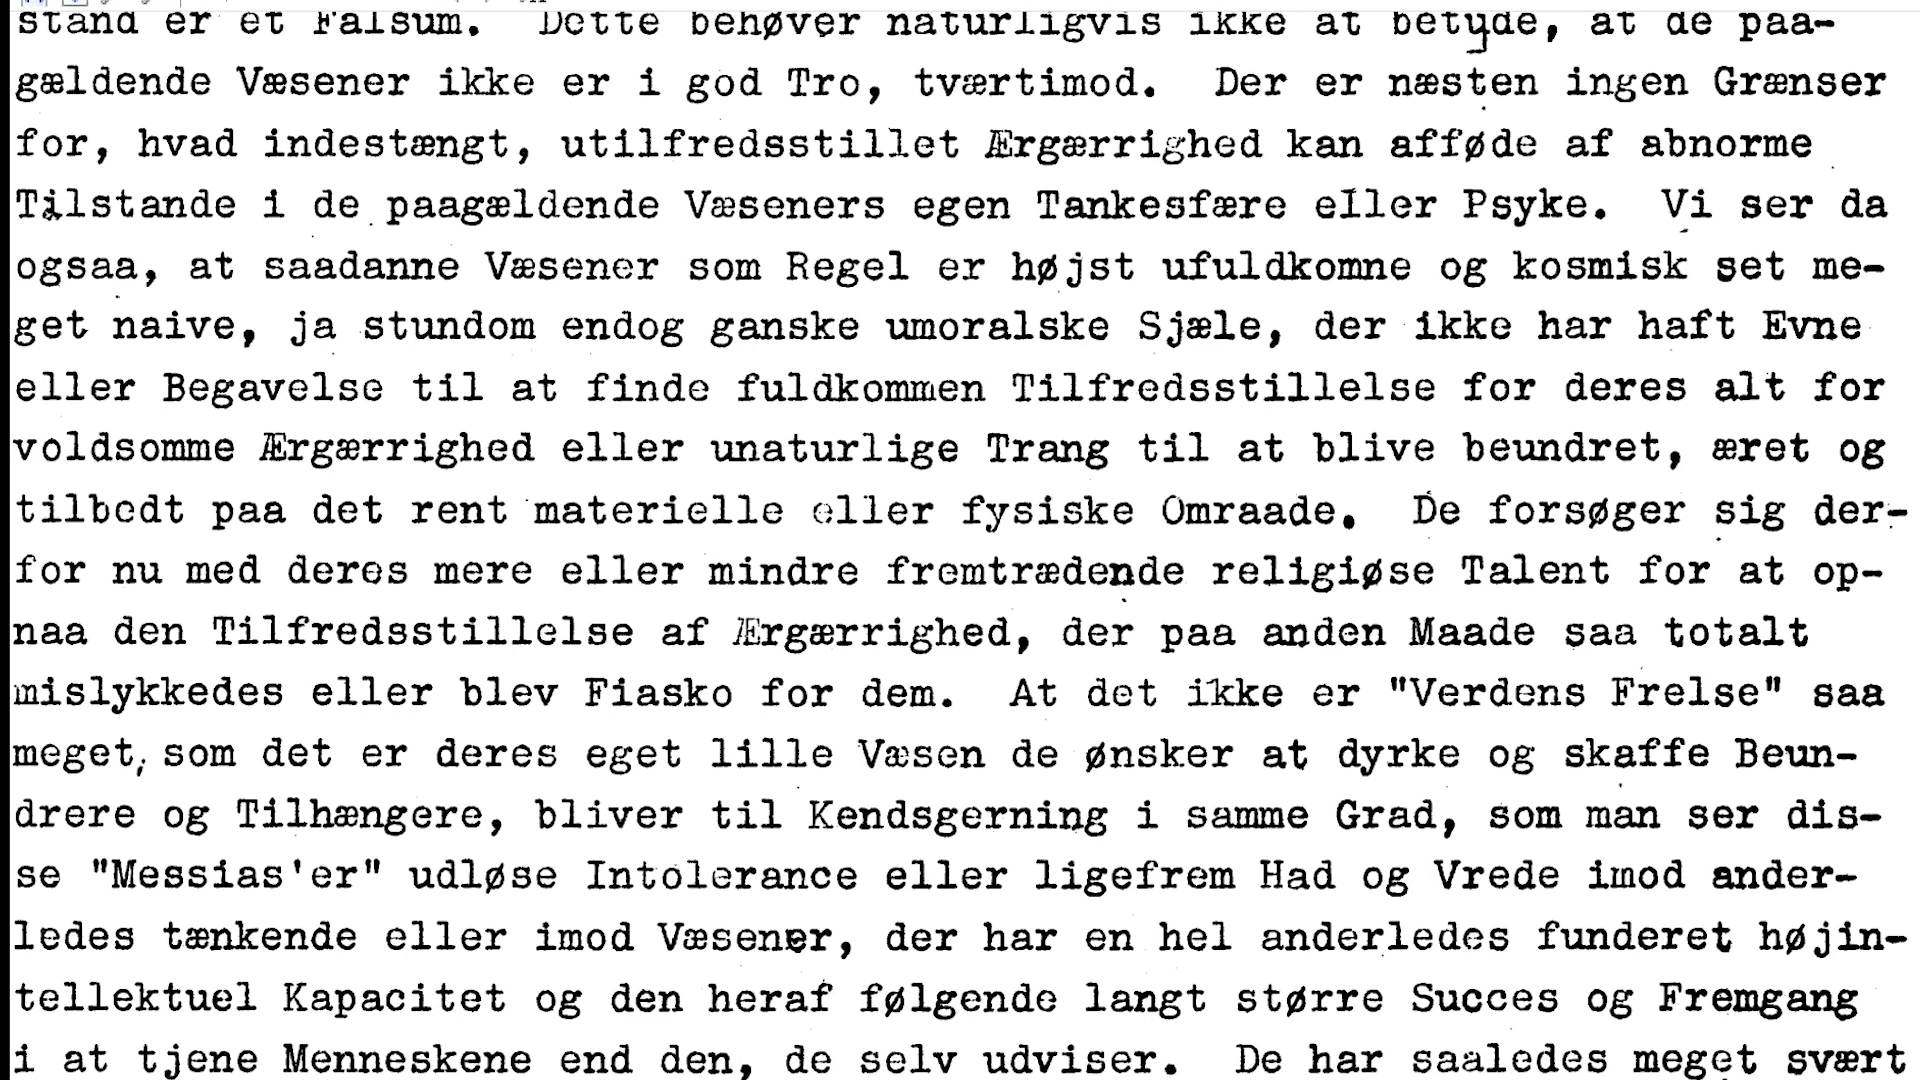 stand er et Falsum.  Dette behøver naturligvis ikke at betyde, at de paa-
gældende Væsener ikke er i god Tro, tværtimod.  Der er næsten ingen Grænser
for, hvad indestængt, utilfredsstillet Ærgærrighed kan afføde af abnorme
Tilstande i de paagældende Væseners egen Tankesfære eller Psyke.  Vi ser da
ogsaa, at saadanne Væsener som Regel er højst ufuldkomne og kosmisk set me-
get naive, ja stundom endog ganske umoralske Sjæle, der ikke har haft Evne
eller Begavelse til at finde fuldkommen Tilfredsstillelse for deres alt for
voldsomme Ærgærrighed eller unaturlige Trang til at blive beundret, æret og
tilbedt paa det rent materielle eller fysiske Omraade.  De forsøger sig der-
for nu med deres mere eller mindre fremtrædende religiøse Talent for at op-
naa den Tilfredsstillelse af Ærgærrighed, der paa anden Maade saa totalt
mislykkedes eller blev Fiasko for dem.  At det ikke er "Verdens Frelse" saa
meget, som det er deres eget lille Væsen de ønsker at dyrke og skaffe Beun-
drere og Tilhængere, bliver til Kendsgerning i samme Grad, som man ser dis-
se "Messias'er" udløse Intolerance eller ligefrem Had og Vrede imod ander-
ledes tænkende eller imod Væsener, der har en hel anderledes funderet højin-
tellektuel Kapacitet og den heraf følgende langt større Succes og Fremgang
i at tjene Menneskene end den, de selv udviser.  De har saaledes meget svært